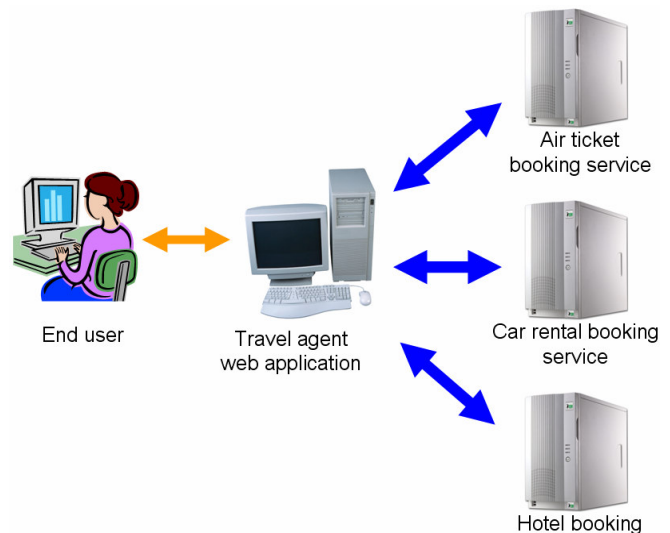 Air ticket
booking service
End user
Travel agent
web application
Car rental booking
service
Hotel booking